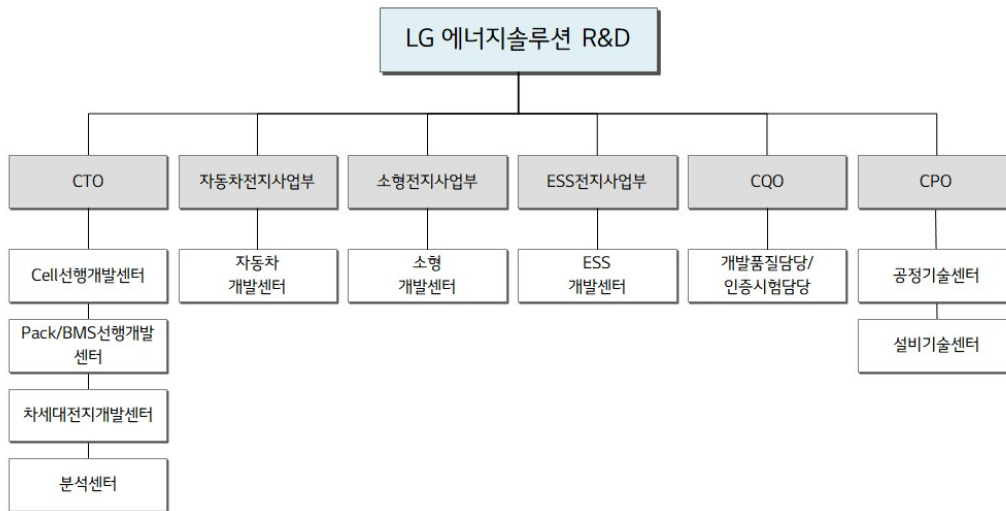 LG 에너지솔루션 R&D
CTO
자동차전지사업부
소형전지사업부
ESS전지사업부
CQO
CPO
Cell선행개발센터
자동차
개발센터
소형
개발센터
ESS
개발센터
개발품질담당/
인증시험담당
공정기술센터
Pack/BMS선행개발
센터
설비기술센터
차세대전지개발센터
분석센터